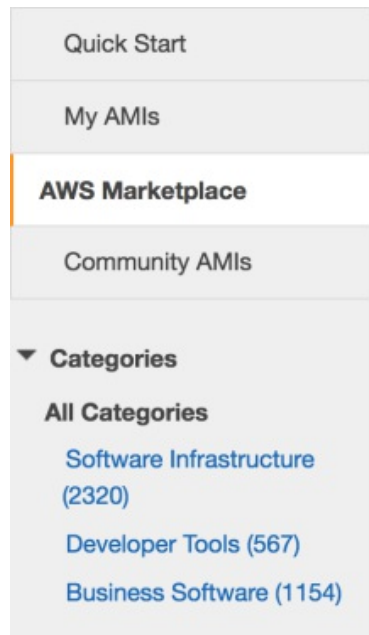 Quick Start
My AMIs
AWS Marketplace
Community AMIs
Categories
All Categories
Software Infrastructure
(2320)
Developer Tools (567)
Business Software (1154)